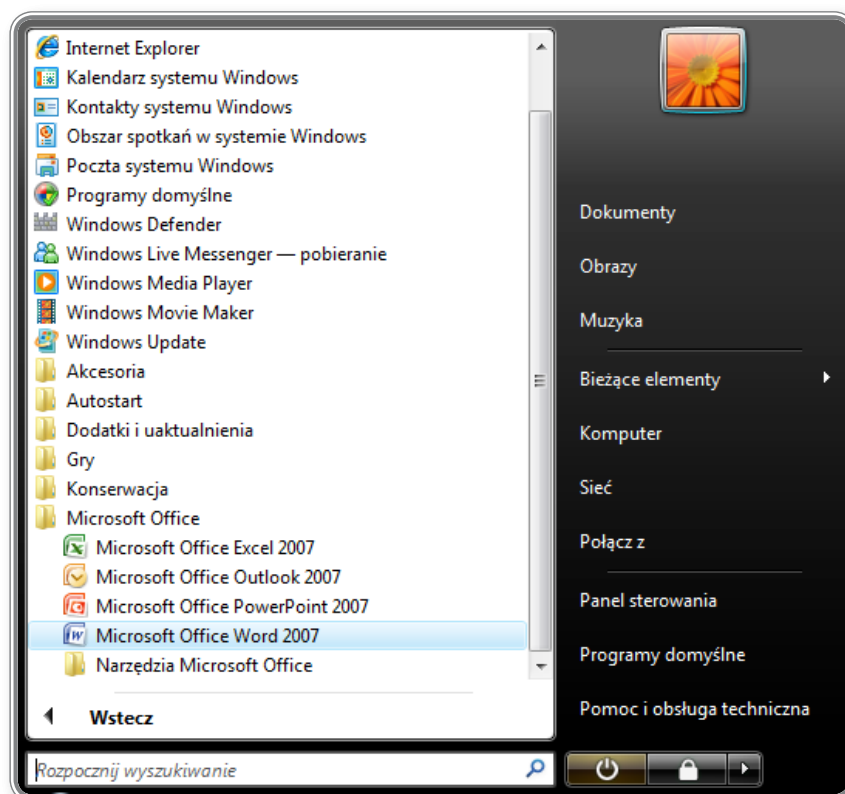 Internet Explorer
Kalendarz systemu Windows
Kontakty systemu Windows
Obszar spotkań w systemie Windows
Poczta systemu Windows
Programy domyślne
Windows Defender
Windows Live Messenger — pobieranie
Windows Media Player
Windows Movie Maker
Windows Update
Akcesoria
Autostart
Dodatki i uaktualnienia
Gry
Konserwacja
Microsoft Office
Microsoft Office Excel 2007
Microsoft Office Outlook 2007
Microsoft Office PowerPoint 2007
Microsoft Office Word 2007
Narzędzia Microsoft Office
Wstecz
Rozpocznij wyszukiwanie
Dokumenty
Obrazy
Muzyka
Bieżące elementy
Komputer
Sieć
Połącz z
Panel sterowania
Programy domyślne
Pomoc i obsługa techniczna